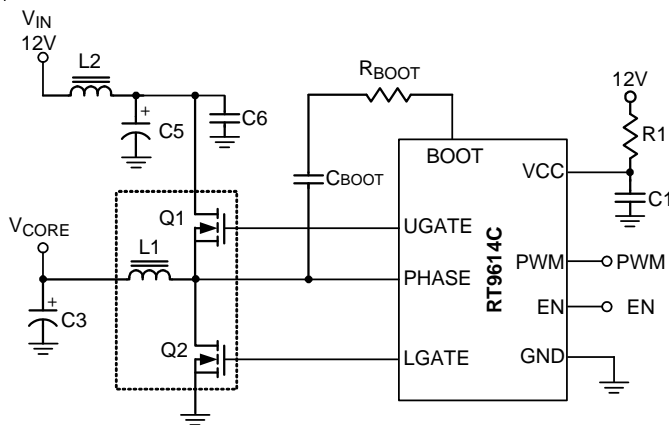 VIN
12V
L2
RBOOT
12V
C5
C6
R1
CBOOT
BOOT
VCC
C1
Q1
UGATE
VCORE
L1
RT9614C
PHASE
PWM
PWM
C3
EN
EN
Q2
LGATE
GND